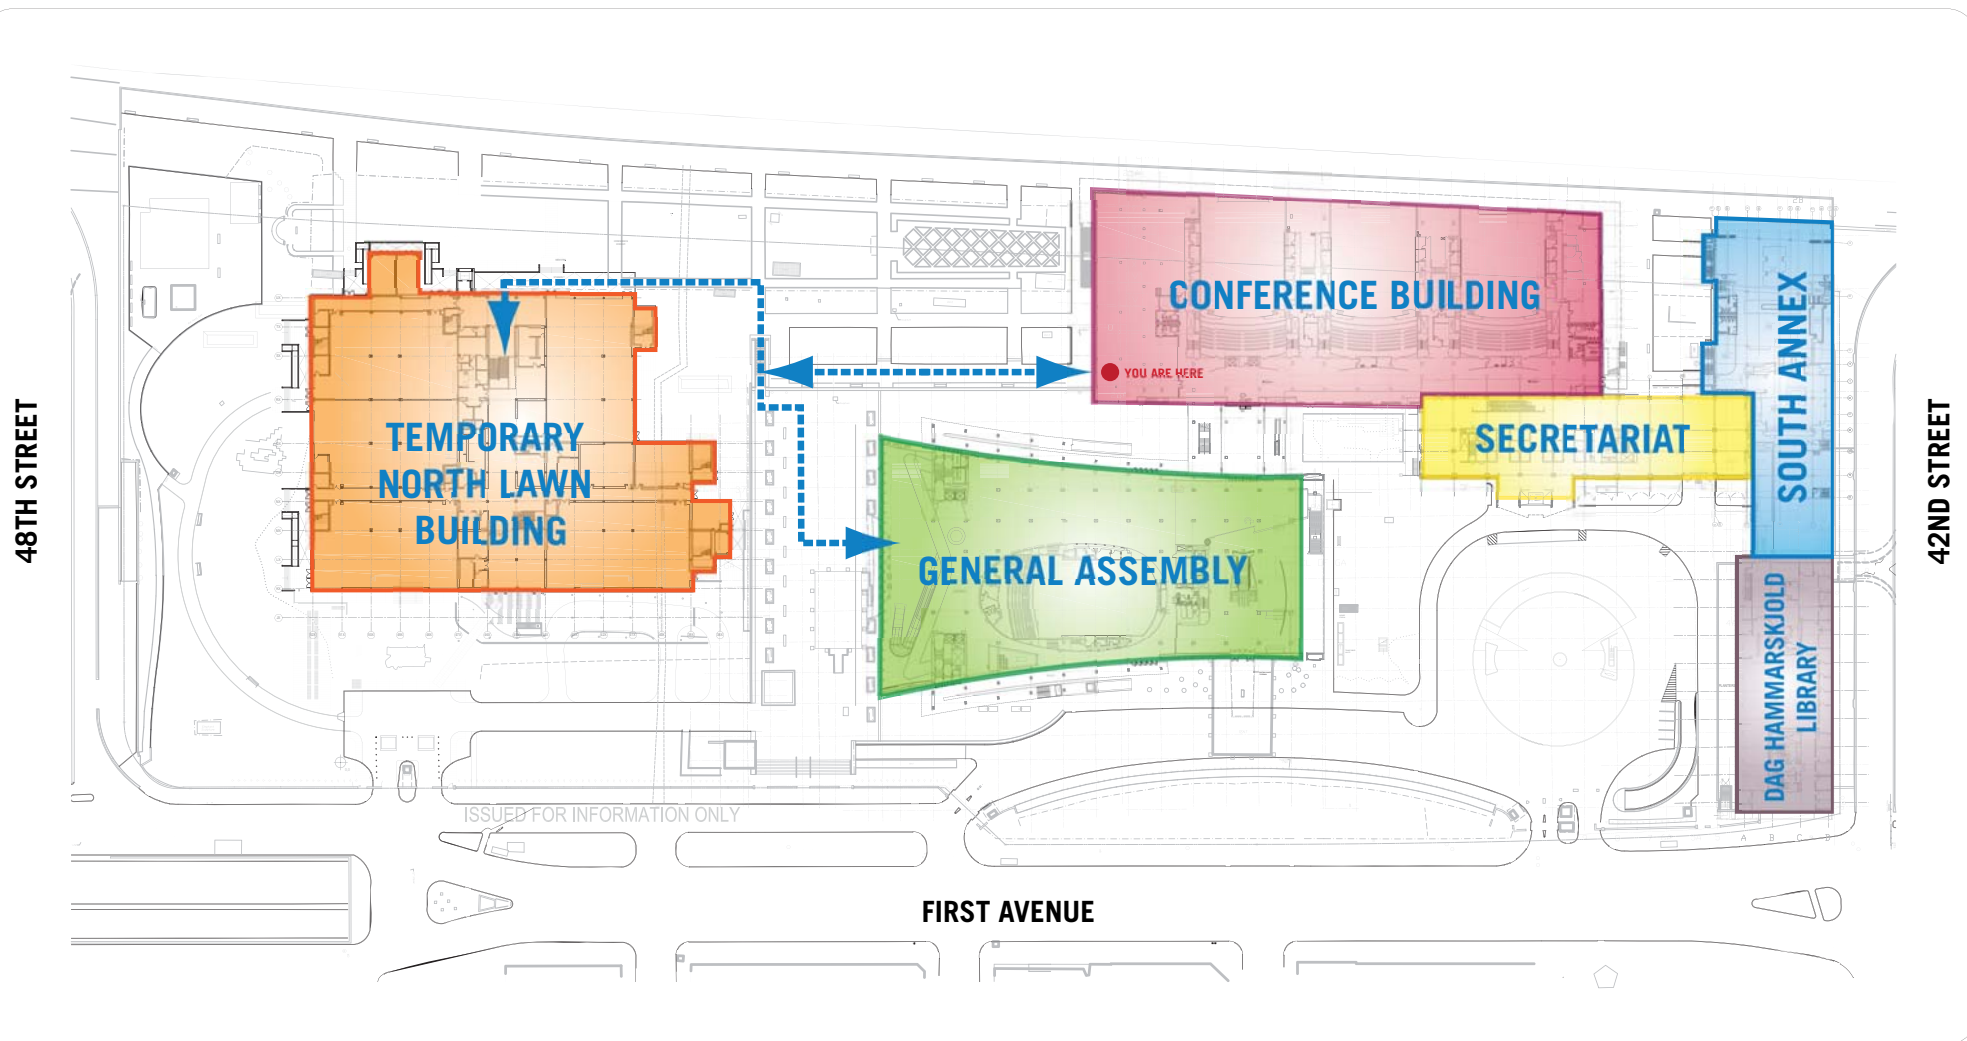 48TH STREET
CONFERENCE BUILDING
YOU ARE HERE
TEMPORARY
NORTH LAWN
BUILDING
SECRETARIAT
SOUTH ANNEX
GENERAL ASSEMBLY
DAG HAMMARSKJOLD
LIBRARY
42ND STREET
ISSUED FOR INFORMATION ONLY
A B C D
FIRST AVENUE